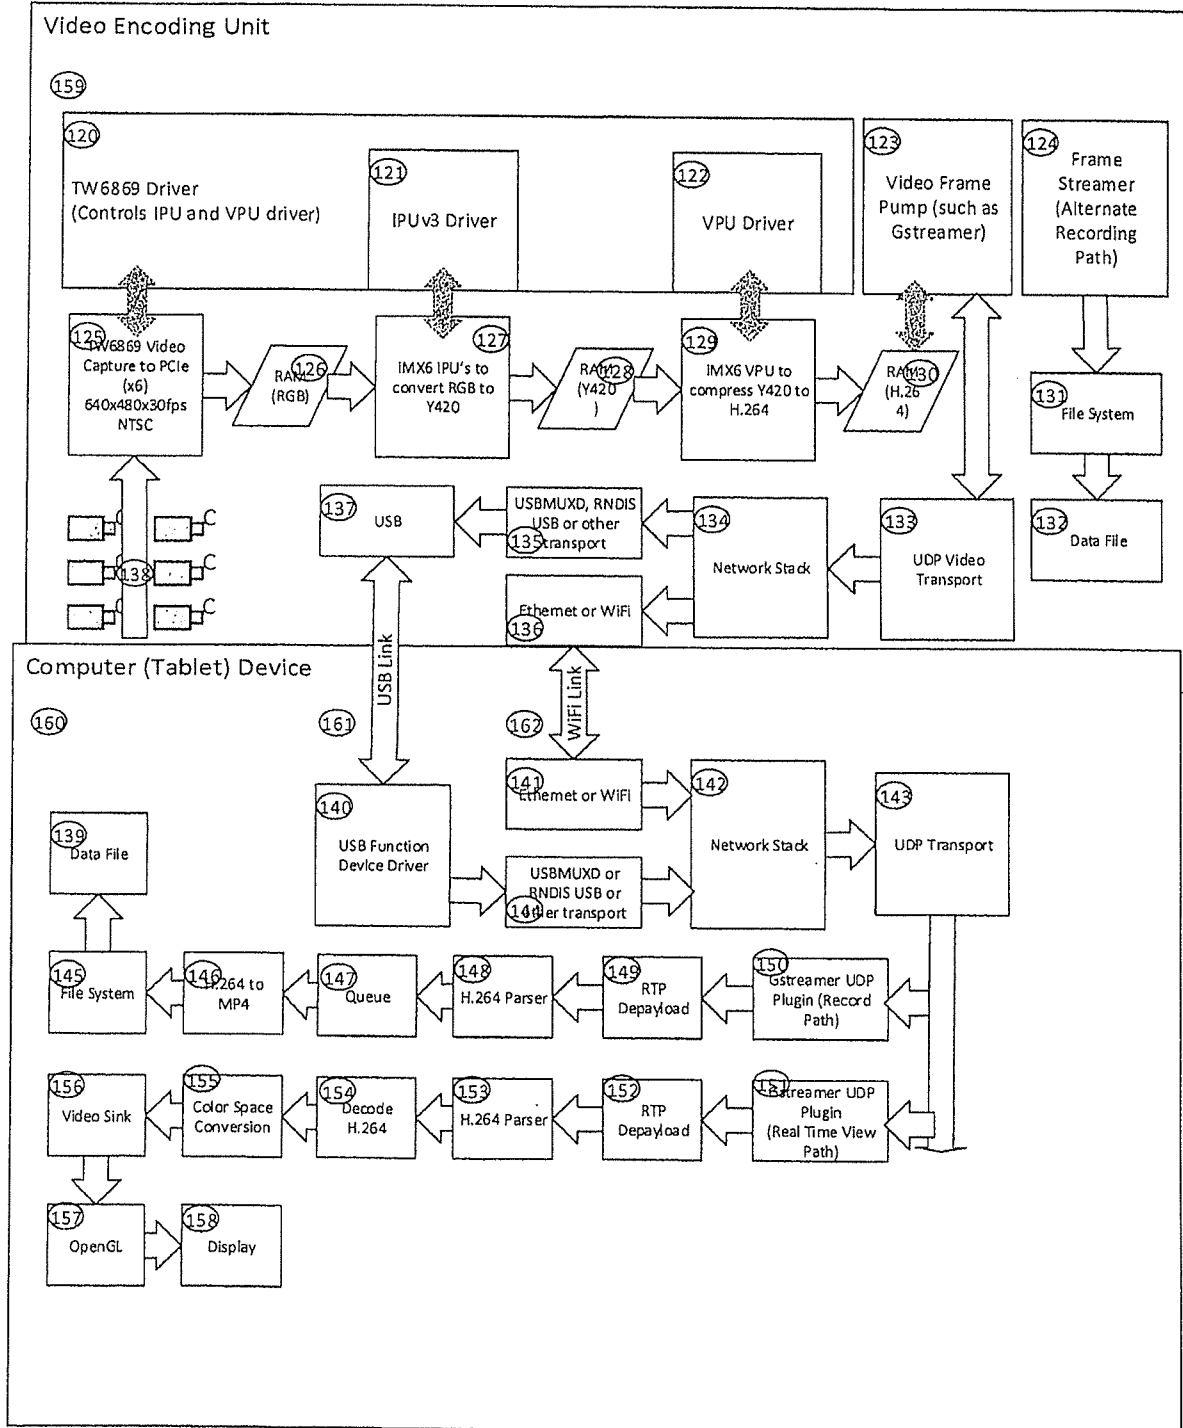 Video Encoding Unit
159
120
TW6869 Driver
(Controls IPU and VPU driver)
121
IPUv3 Driver
122
VPU Driver
123
Video Frame
Pump (such as
Gstreamer)
124
Frame
Streamer
(Alternate
Recording
Path)
125
TW6869 Video
Capture to PCIe
(x6)
640x480x30fps
NTSC
126
RAM
(RGB)
127
IMX6 IPU's to
convert RGB to
Y420
128
RAM
(Y420
)
129
IMX6 VPU to
compress Y420 to
H.264
130
RAM
(H.26
4)
131
File System
132
Data File
133
UDP Video
Transport
134
Network Stack
USBMUXD, RNDIS
USB or other
135
transport
Ethernet or WiFi
136
137
USB
138
USB Link
WiFi Link
Computer (Tablet) Device
160
161
162
139
Data File
140
USB Function
Device Driver
141
Ethernet or WiFi
142
Network Stack
143
UDP Transport
USBMUXD or
RNDIS USB or
144
other transport
145
File System
146
H.264 to
MP4
147
Queue
148
H.264 Parser
149
RTP
Depayload
150
Gstreamer UDP
Plugin (Record
Path)
156
Video Sink
155
Color Space
Conversion
154
Decode
H.264
153
H.264 Parser
152
RTP
Depayload
151
Gstreamer UDP
Plugin
(Real Time View
Path)
157
OpenGL
158
Display